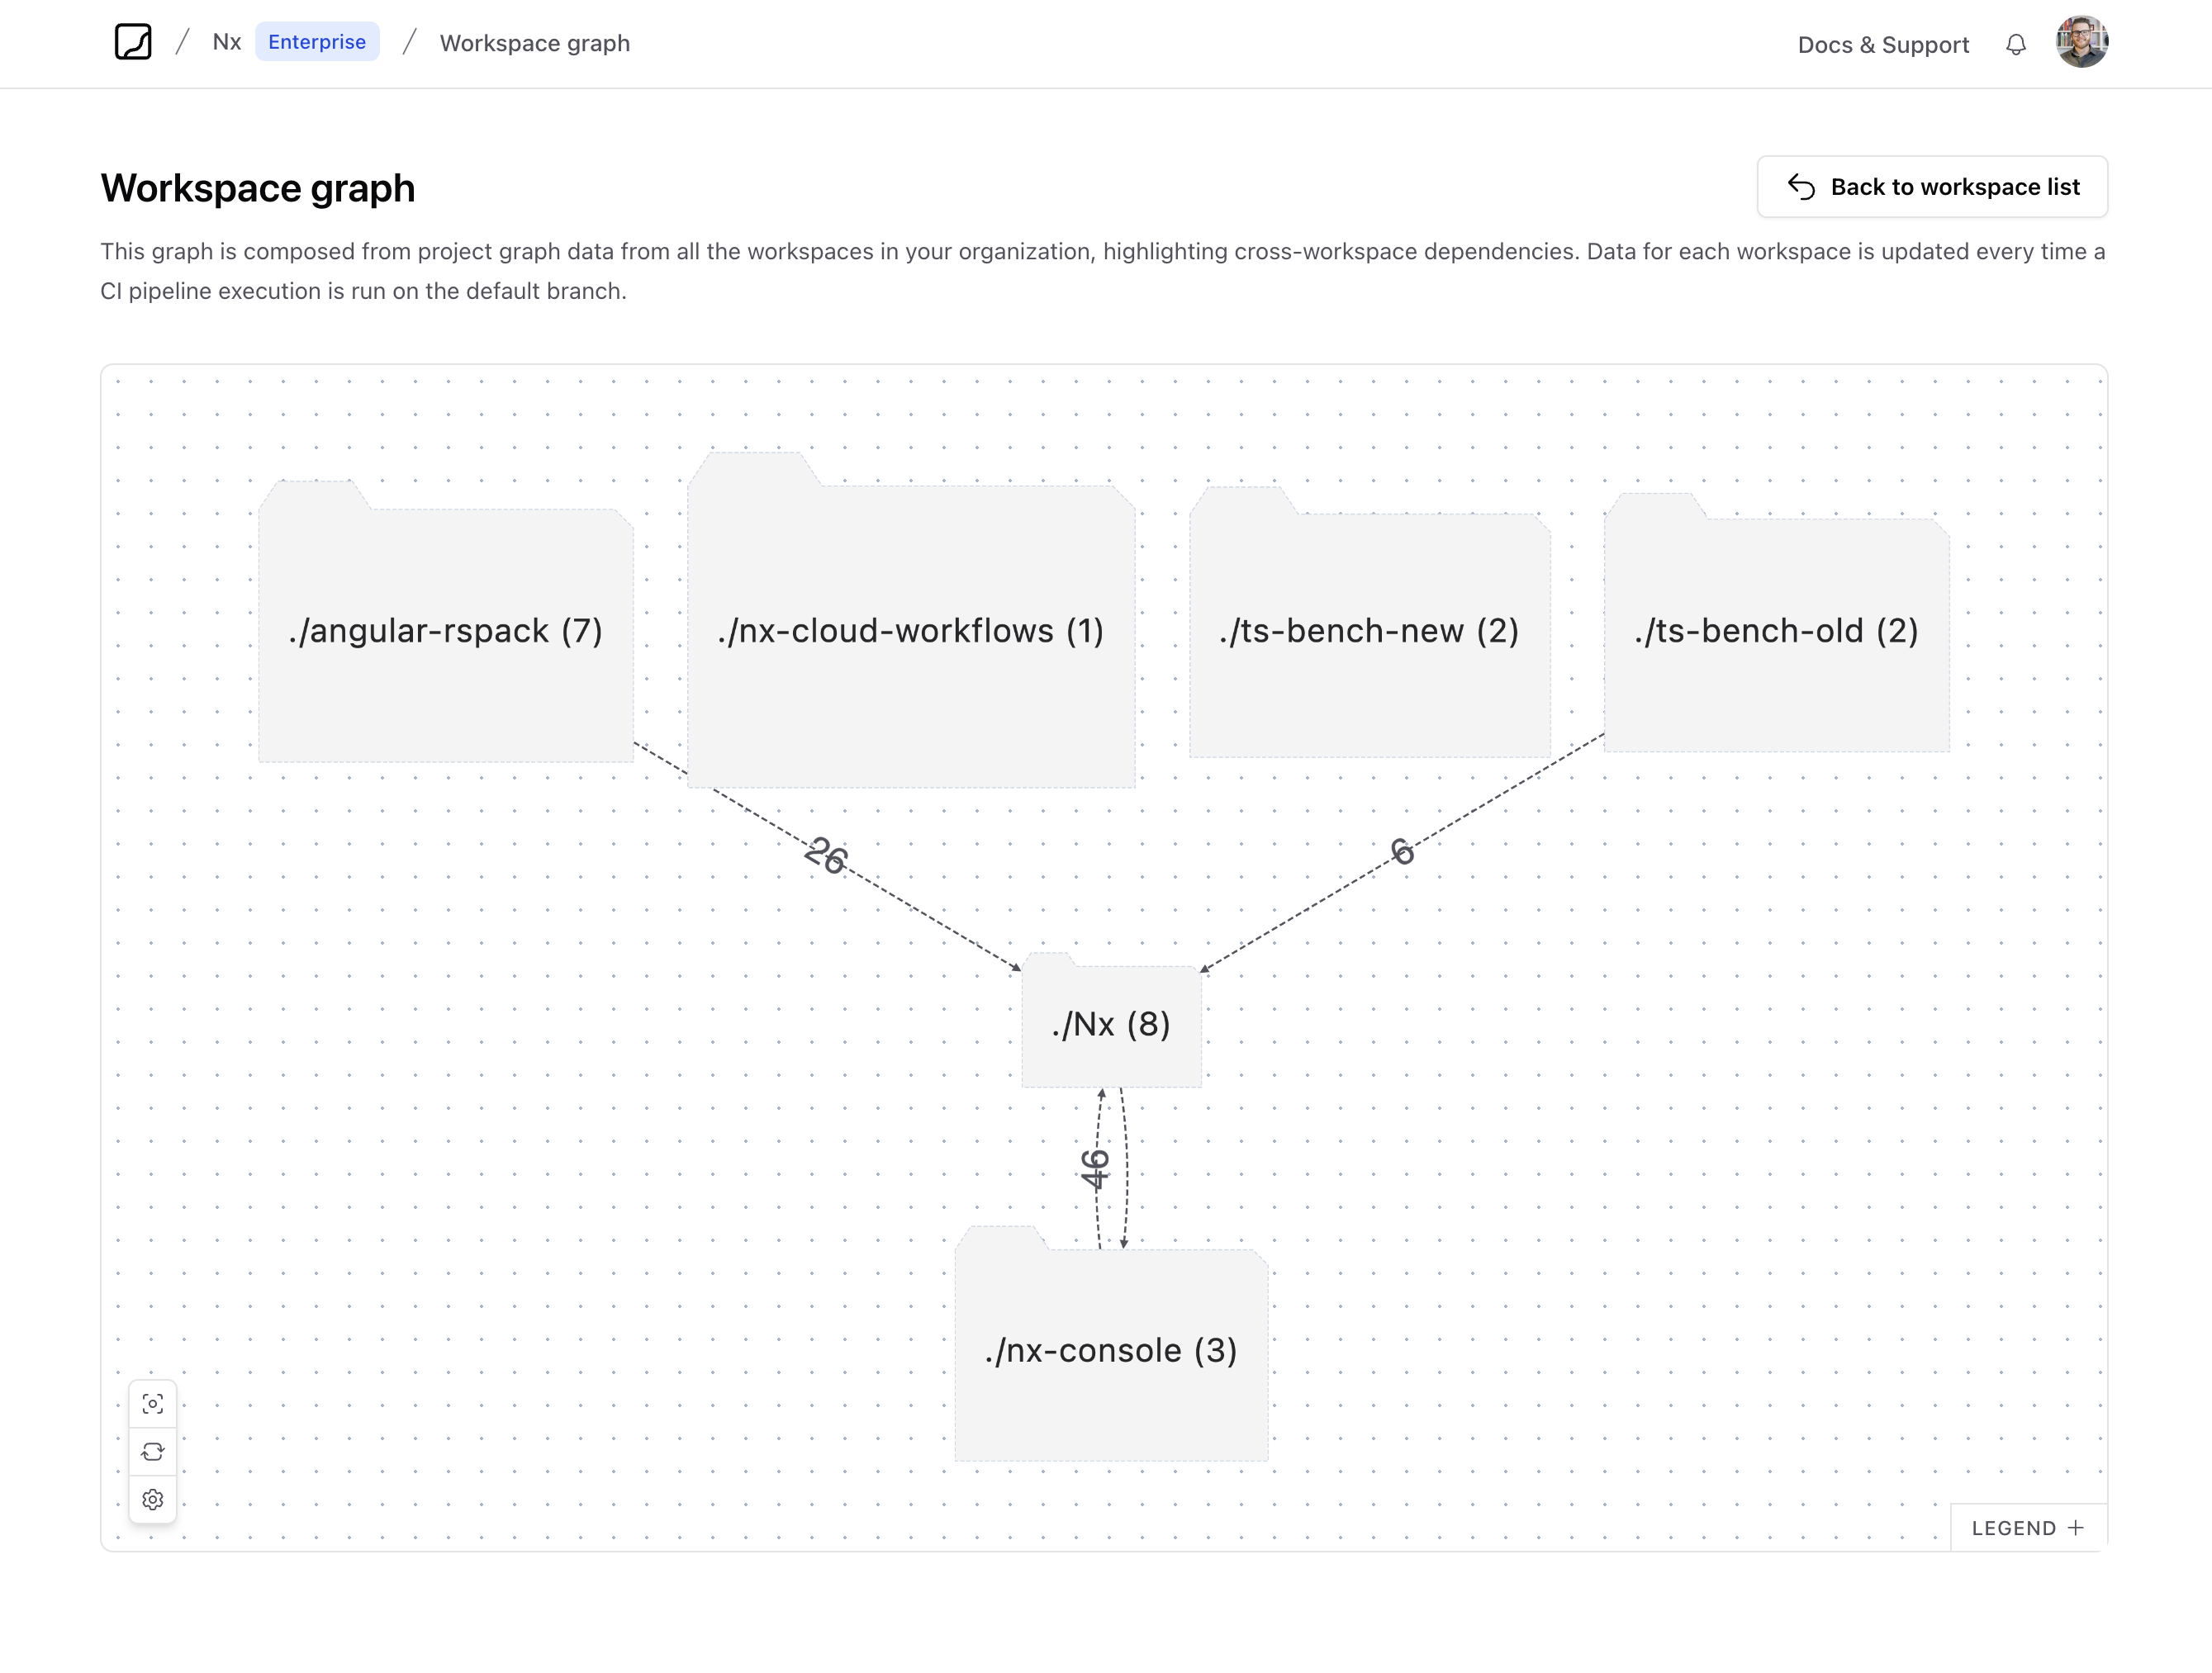 / Nx Enterprise / Workspace graph
Docs & Support
Workspace graph
Back to workspace list
This graph is composed from project graph data from all the workspaces in your organization, highlighting cross-workspace dependencies. Data for each workspace is updated every time a
CI pipeline execution is run on the default branch.
./angular-rspack (7)
./nx-cloud-workflows (1)
./ts-bench-new (2)
./ts-bench-old (2)
26
6
./Nx (8)
46
./nx-console (3)
LEGEND +